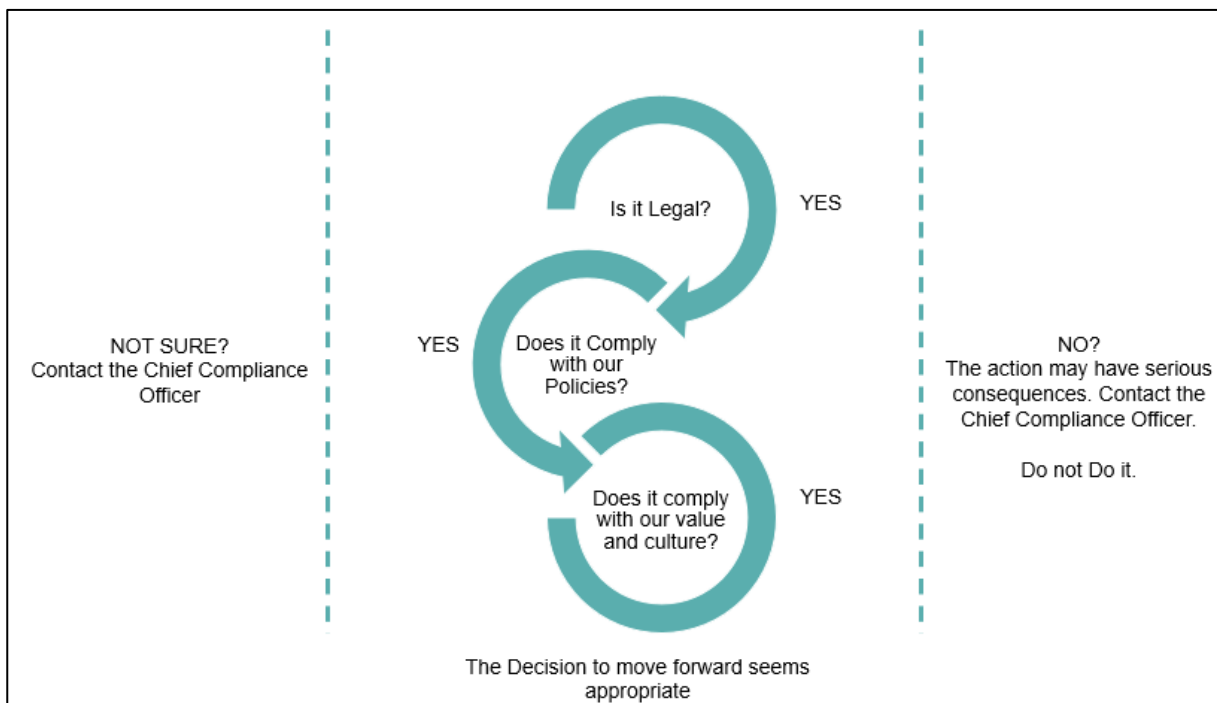 Is it Legal?
YES
YES
Does it Comply
with our
Policies?
NOT SURE?
Contact the Chief Compliance
Officer
NO?
The action may have serious
consequences. Contact the
Chief Compliance Officer.
Do not Do it.
Does it comply
with our value
and culture?
YES
The Decision to move forward seems
appropriate